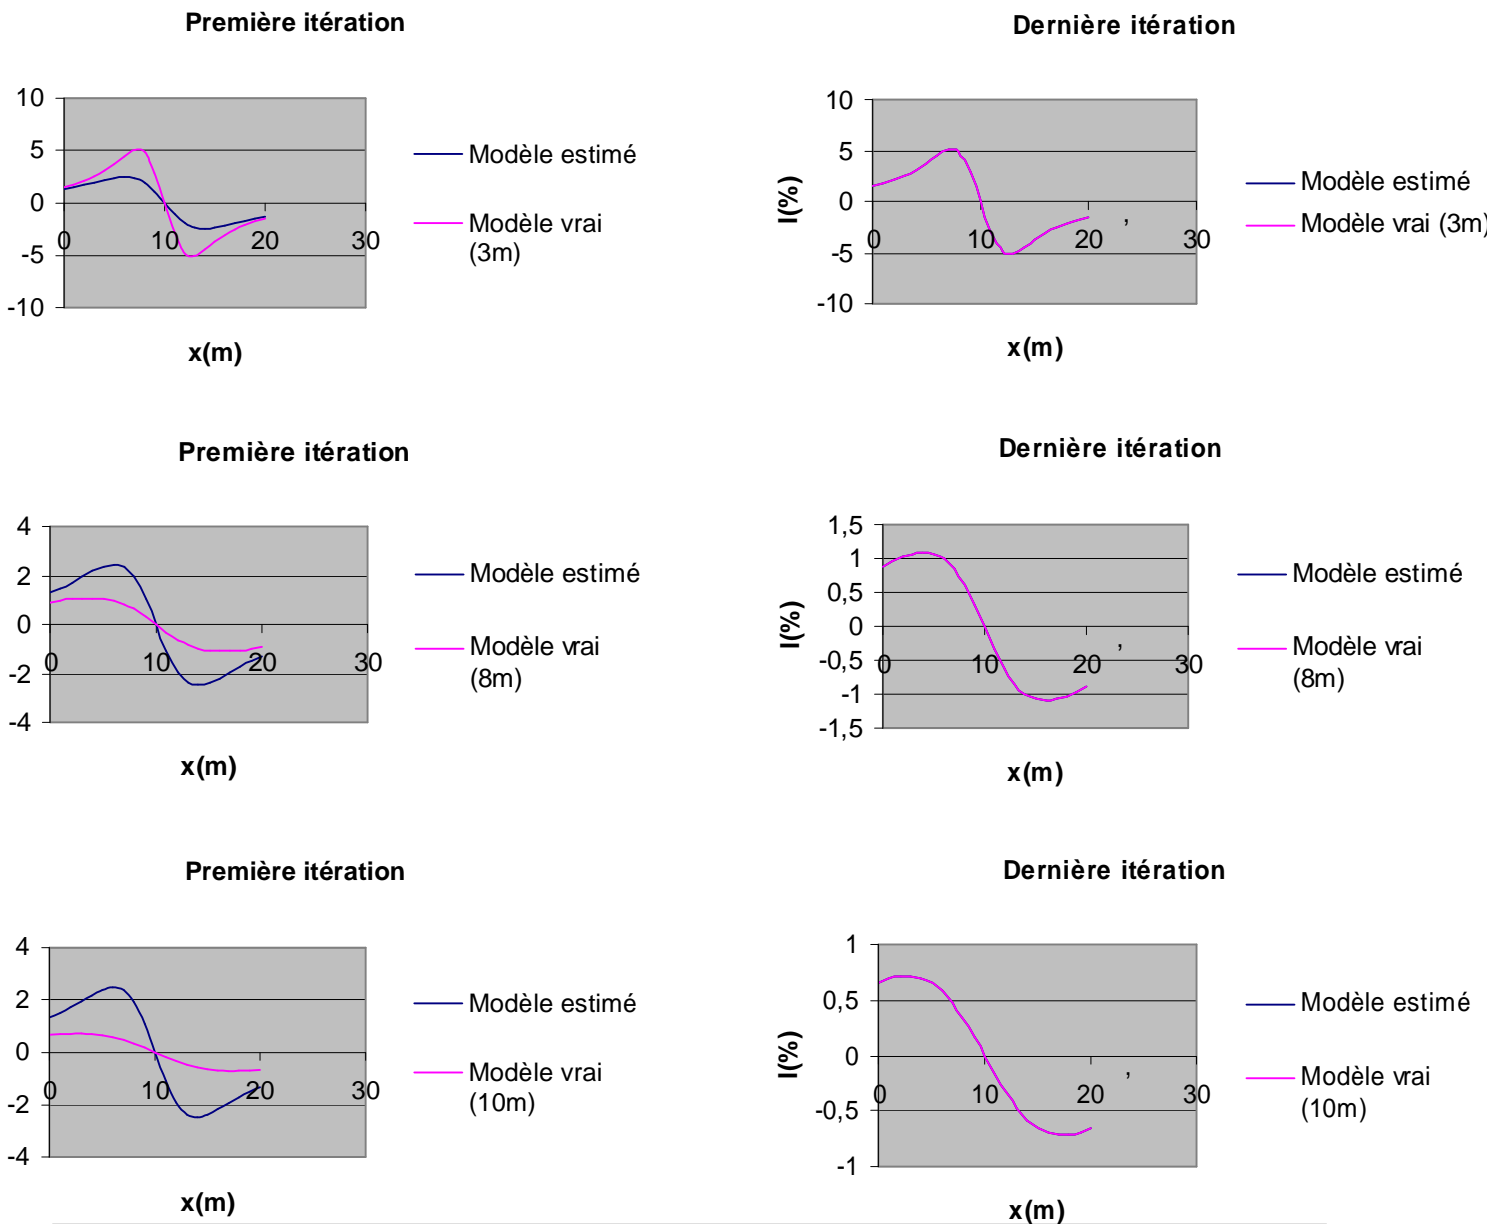 Première itération
10
5
0
-5
-10
0
10
20
30
x(m)
Modèle estimé
Modèle vrai
(3m)
Dernière itération
I(%)
10
5
0
-5
-10
0
10
20
,
30
x(m)
Modèle estimé
Modèle vrai (3m)
Première itération
4
2
0
-2
-4
0
10
20
30
x(m)
Modèle estimé
Modèle vrai
(8m)
Dernière itération
I(%)
1,5
1
0,5
0
-0,5
-1
-1,5
0
10
20
,
30
x(m)
Modèle estimé
Modèle vrai
(8m)
Première itération
4
2
0
-2
-4
0
10
20
30
x(m)
Modèle estimé
Modèle vrai
(10m)
Dernière itération
I(%)
1
0,5
0
-0,5
-1
0
10
20
,
30
x(m)
Modèle estimé
Modèle vrai
(10m)